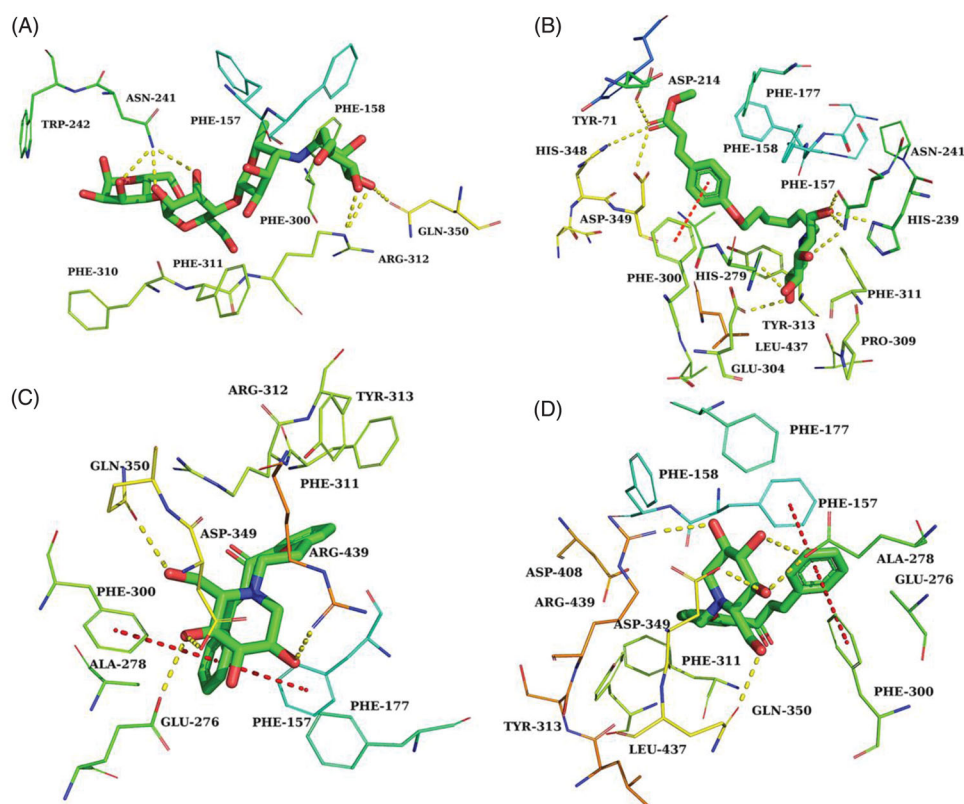 (A)
ASN-241
TRP-242
PHE-157
PHE-158
PHE-300
GLN-350
ARG-312
PHE-310
PHE-311
(B)
ASP-214
TYR-71
PHE-177
HIS-348
PHE-158
ASN-241
PHE-157
ASP-349
HIS-239
PHE-300
HIS-279
PHE-311
TYR-313
PRO-309
LEU-437
GLU-304
(C)
ARG-312
TYR-313
GLN-350
PHE-311
ASP-349
ARG-439
PHE-300
ALA-278
PHE-177
GLU-276
PHE-157
(D)
PHE-177
PHE-158
PHE-157
ALA-278
ASP-408
GLU-276
ARG-439
ASP-349
PHE-311
PHE-300
GLN-350
TYR-313
LEU-437